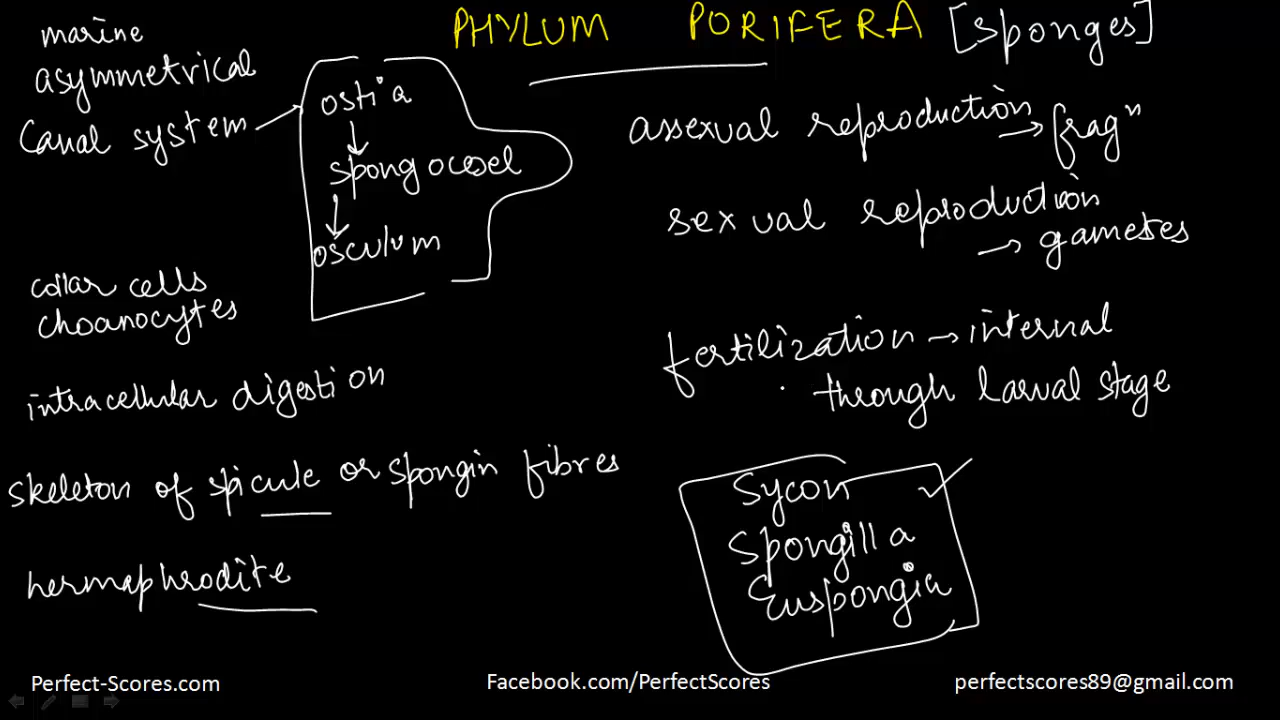 PHYLUM PORIFERA [Sponges]
marine
asymmetrical
Canal system →
ostia
↓
spongocoel
↓
osculum
collar cells
choanocytes
intracellular digestion
skeleton of spicule or spongin fibres
hermaphrodite
assexual reproduction
→ fragⁿ
sexual reproduction
→ gametes
fertilization → internal
through larval stage
Sycon ✓
Spongilla
Euspongia
Perfect-Scores.com
Facebook.com/PerfectScores
perfectscores89@gmail.com